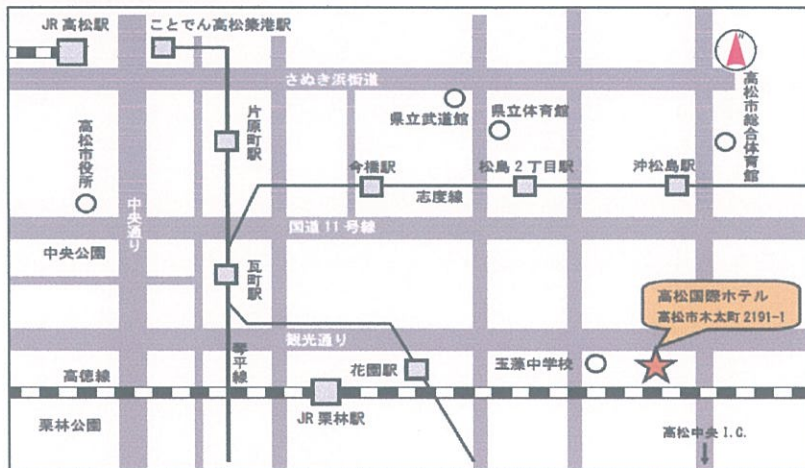 JR 高松駅
ことでん高松築港駅
N
さぬき浜街道
高松市総合体育館
県立武道館
県立体育館
片原町駅
高松市役所
今橋駅
松島2丁目駅
沖松島駅
志度線
中央通り
国道11号線
中央公園
瓦町駅
高松国際ホテル
高松市木太町2191-1
観光通り
琴平線
花園駅
玉藻中学校
高徳線
JR 栗林駅
栗林公園
高松中央 I.C.